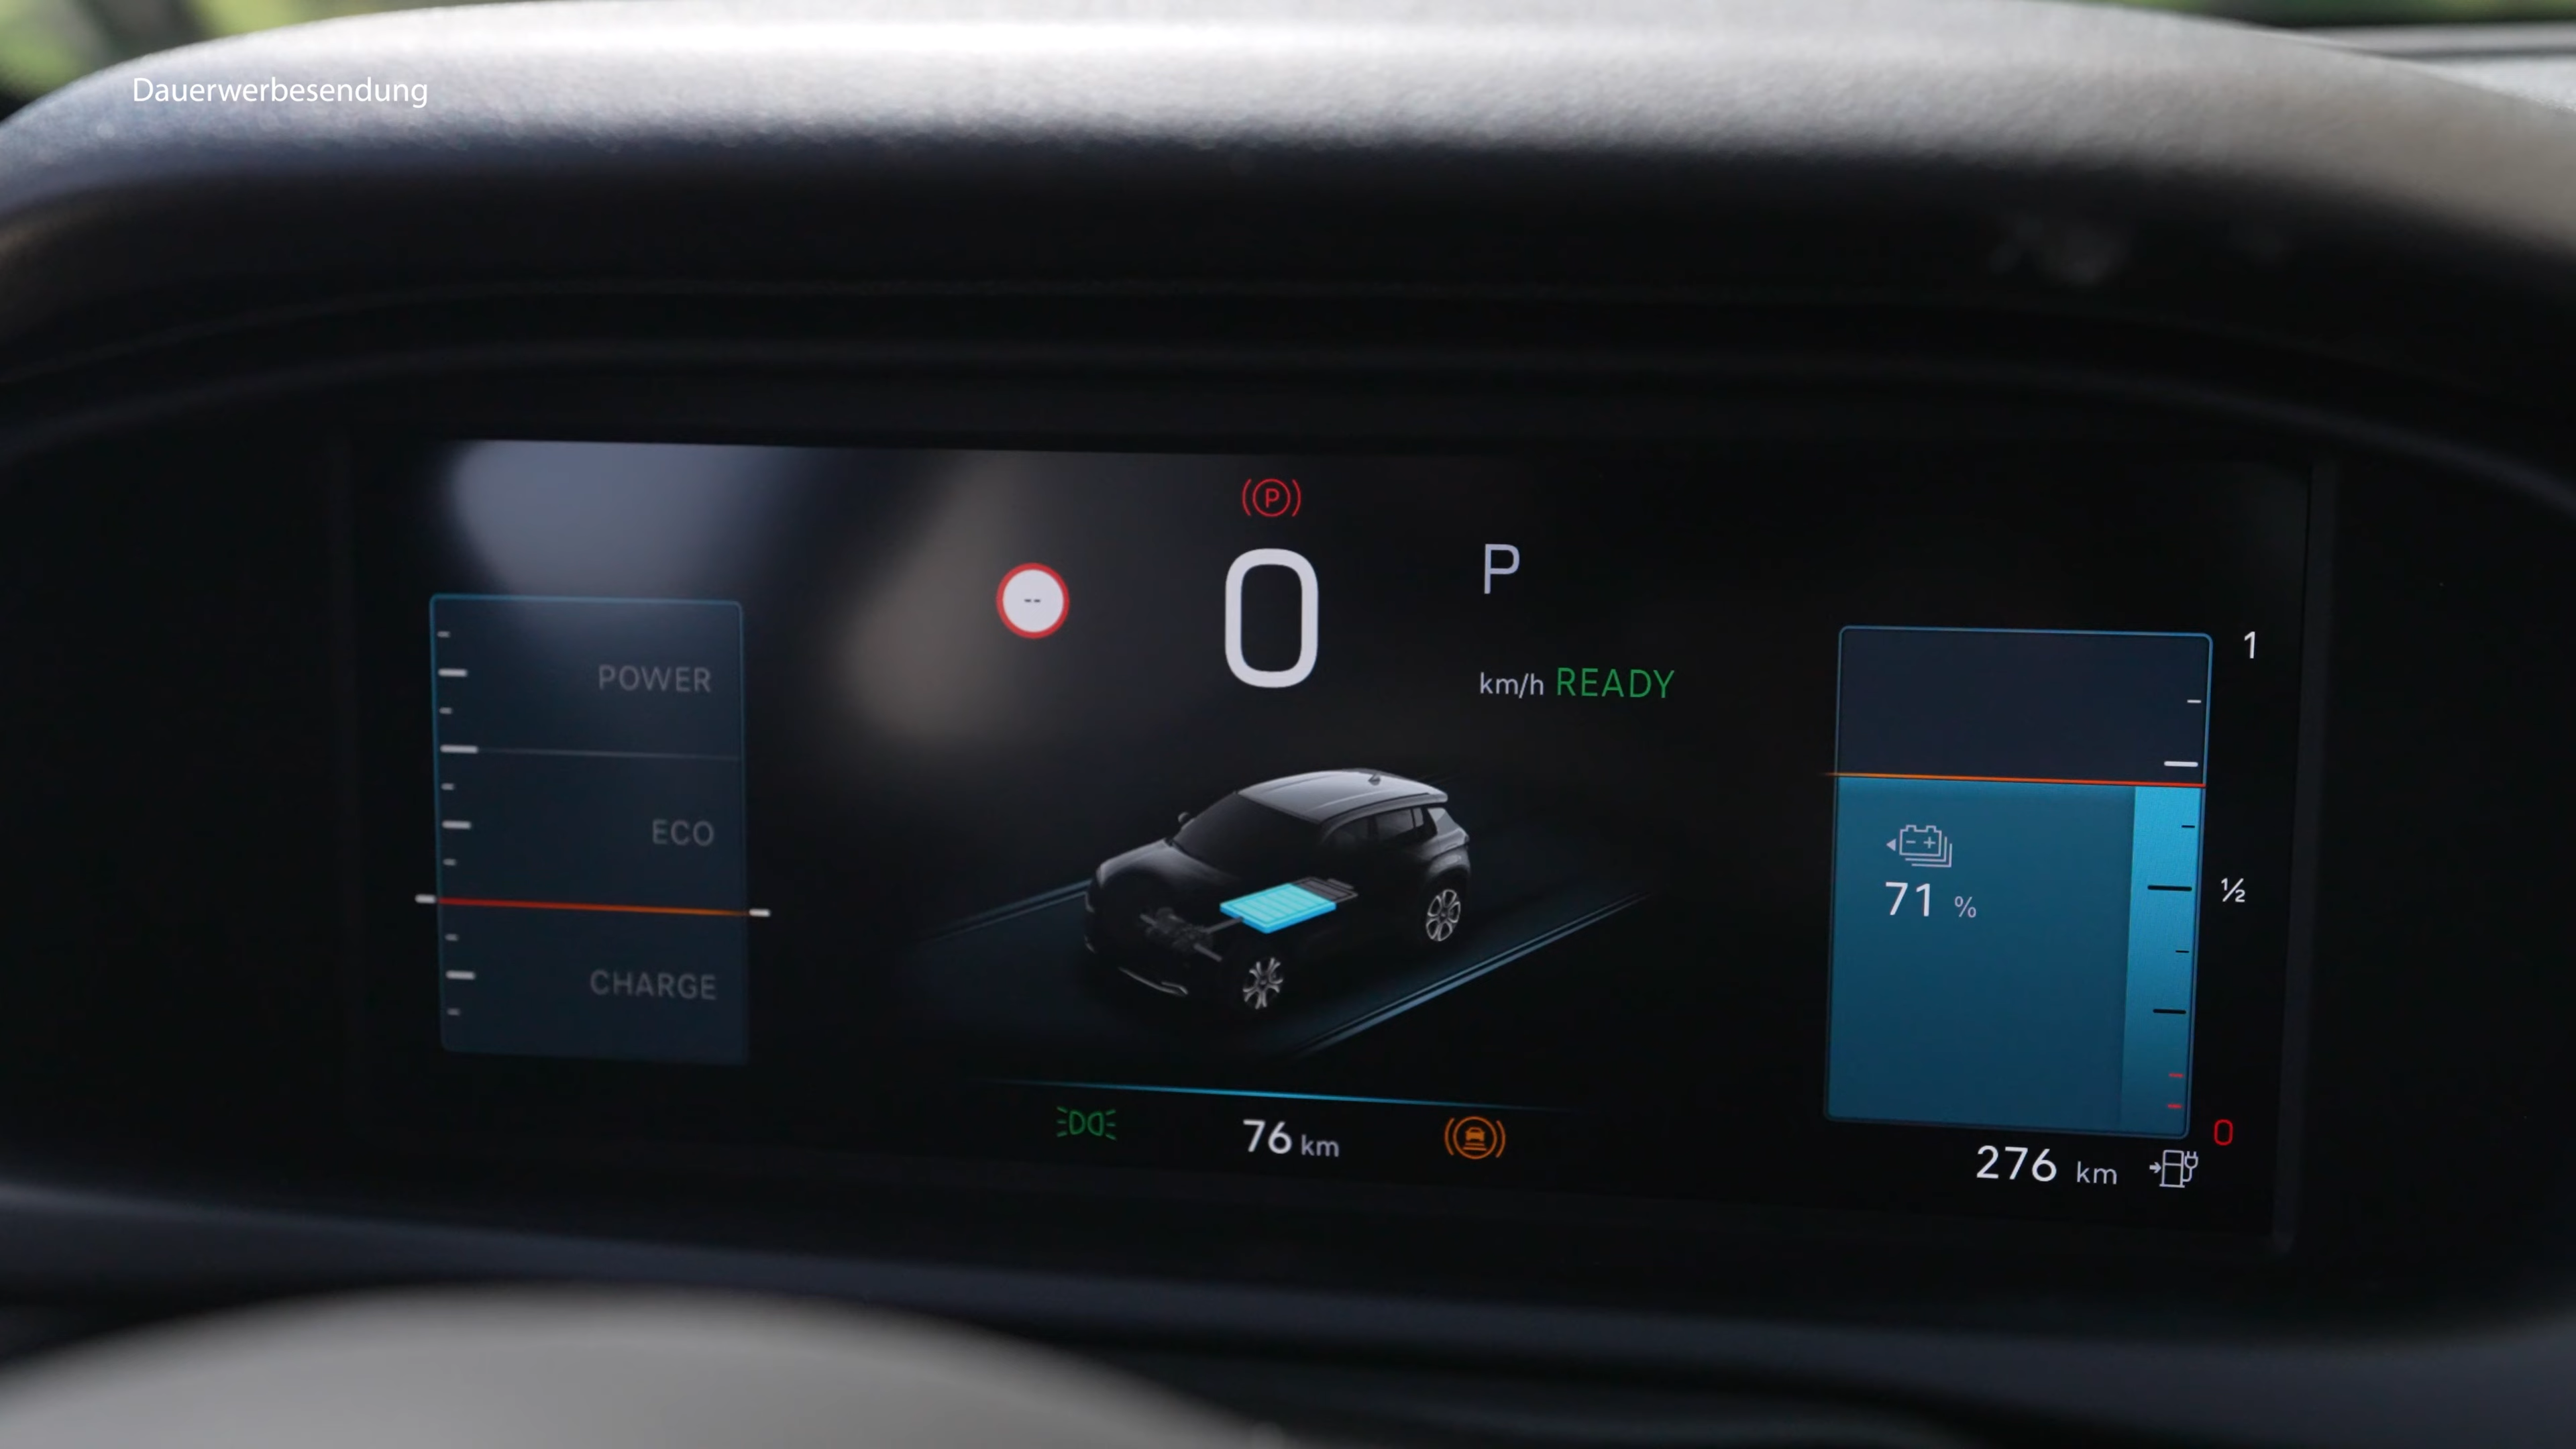 Dauerwerbesendung
P
--
0
P
km/h READY
POWER
ECO
CHARGE
1
71 %
½
0
76 km
276 km